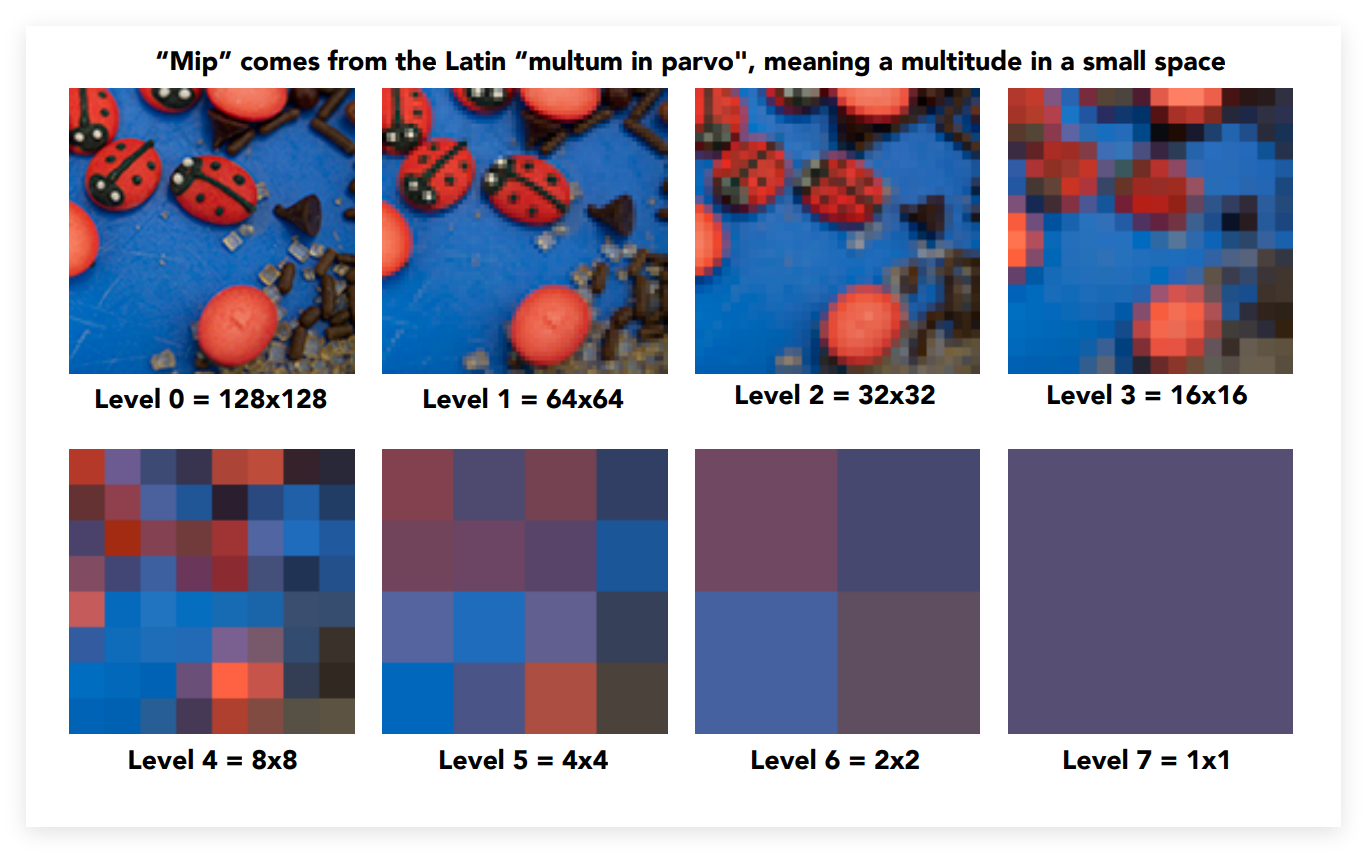 “Mip” comes from the Latin “multum in parvo", meaning a multitude in a small space
Level 0 = 128x128
Level 1 = 64x64
Level 2 = 32x32
Level 3 = 16x16
Level 4 = 8x8
Level 5 = 4x4
Level 6 = 2x2
Level 7 = 1x1